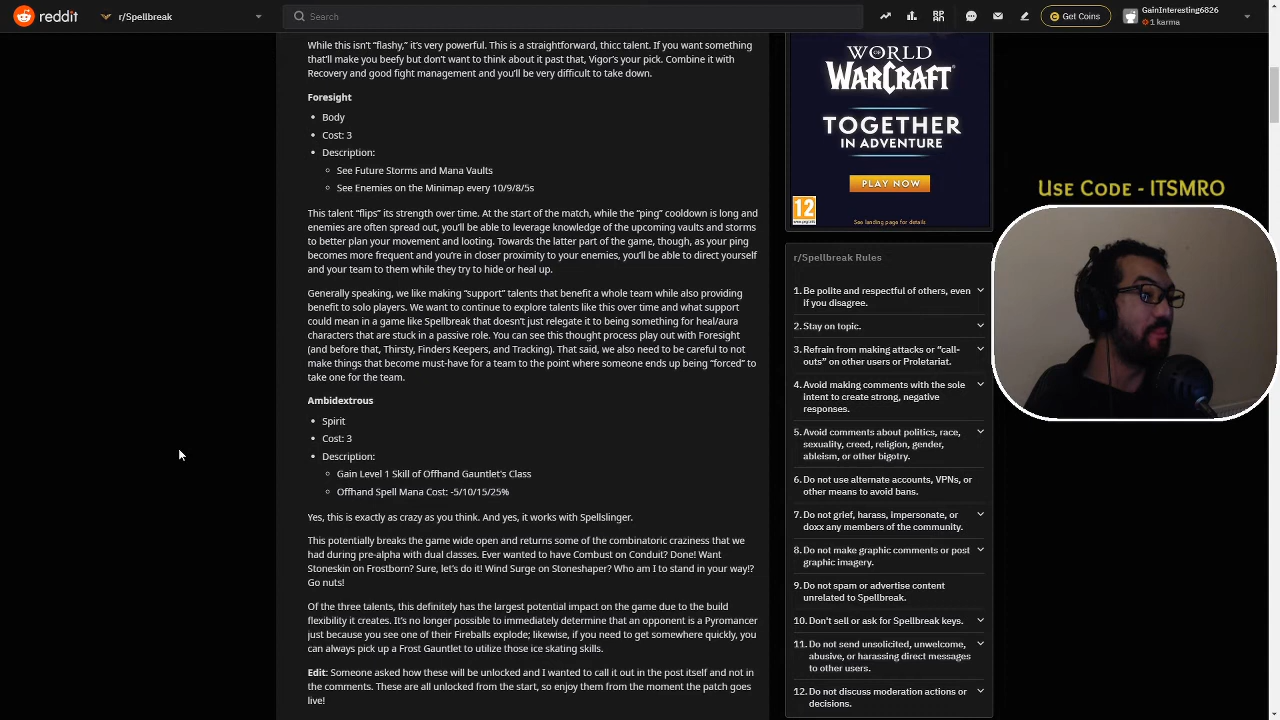 reddit
r/Spellbreak
Search
Get Coins
GainInteresting6826
1 karma
While this isn't “flashy,” it's very powerful. This is a straightforward, thicc talent. If you want something
that'll make you beefy but don't want to think about it past that, Vigor's your pick. Combine it with
Recovery and good fight management and you'll be very difficult to take down.
Foresight
• Body
• Cost: 3
• Description:
See Future Storms and Mana Vaults
See Enemies on the Minimap every 10/9/8/5s
This talent “flips” its strength over time. At the start of the match, while the “ping” cooldown is long and
enemies are often spread out, you'll be able to leverage knowledge of the upcoming vaults and storms
to better plan your movement and looting. Towards the latter part of the game, though, as your ping
becomes more frequent and you're in closer proximity to your enemies, you'll be able to direct yourself
and your team to them while they try to hide or heal up.
Generally speaking, we like making “support” talents that benefit a whole team while also providing
benefit to solo players. We want to continue to explore talents like this over time and what support
could mean in a game like Spellbreak that doesn't just relegate it to being something for heal/aura
characters that are stuck in a passive role. You can see this thought process play out with Foresight
(and before that, Thirsty, Finders Keepers, and Tracking). That said, we also need to be careful to not
make things that become must-have for a team to the point where someone ends up being “forced” to
take one for the team.
Ambidextrous
• Spirit
• Cost: 3
• Description:
Gain Level 1 Skill of Offhand Gauntlet's Class
Offhand Spell Mana Cost: -5/10/15/25%
Yes, this is exactly as crazy as you think. And yes, it works with Spellslinger.
This potentially breaks the game wide open and returns some of the combinatoric craziness that we
had during pre-alpha with dual classes. Ever wanted to have Combust on Conduit? Done! Want
Stoneskin on Frostborn? Sure, let's do it! Wind Surge on Stoneshaper? Who am I to stand in your way!?
Go nuts!
Of the three talents, this definitely has the largest potential impact on the game due to the build
flexibility it creates. It's no longer possible to immediately determine that an opponent is a Pyromancer
just because you see one of their Fireballs explode; likewise, if you need to get somewhere quickly, you
can always pick up a Frost Gauntlet to utilize those ice skating skills.
Edit: Someone asked how these will be unlocked and I wanted to call it out in the post itself and not in
the comments. These are all unlocked from the start, so enjoy them from the moment the patch goes
live!
WORLD
OF
WARCRAFT
TOGETHER
IN ADVENTURE
PLAY NOW
12
See landing page for details
r/Spellbreak Rules
1. Be polite and respectful of others, even
if you disagree.
2. Stay on topic.
3. Refrain from making attacks or “call-
outs” on other users or Proletariat.
4. Avoid making comments with the sole
intent to create strong, negative
responses.
5. Avoid comments about politics, race,
sexuality, creed, religion, gender,
ableism, or other bigotry.
6. Do not use alternate accounts, VPNs, or
other means to avoid bans.
7. Do not grief, harass, impersonate, or
doxx any members of the community.
8. Do not make graphic comments or post
graphic imagery.
9. Do not spam or advertise content
unrelated to Spellbreak.
10. Don't sell or ask for Spellbreak keys.
11. Do not send unsolicited, unwelcome,
abusive, or harassing direct messages
to other users.
12. Do not discuss moderation actions or
decisions.
USE CODE - ITSMRO